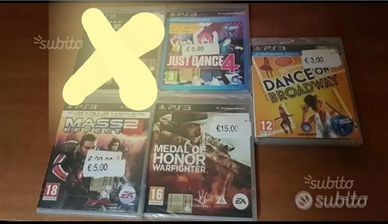 subito
PS3
PS3
€5,00
JUST DANCE 4
3
€3,00
DANCE ON
BROADWAY
12
PS3
MASS 2
EFFECT
€5,00
18
EA
PS3
€15,00
MEDAL OF
HONOR
WARFIGHTER
16
EA
subito
subito